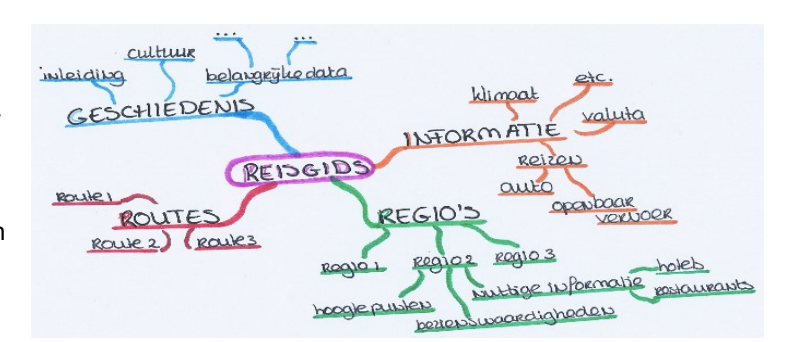 ...
...
cultuur
inleiding
belangrijke data
GESCHIEDENIS
etc.
klimaat
valuta
INFORMATIE
Reizen
auto
openbaar
vervoer
REISGIDS
Route 1
ROUTES
Route 2
Route 3
REGIO'S
Regio 1
Regio 2
Regio 3
hoogtepunten
bezienswaardigheden
Nuttige informatie
hotels
restaurants
n